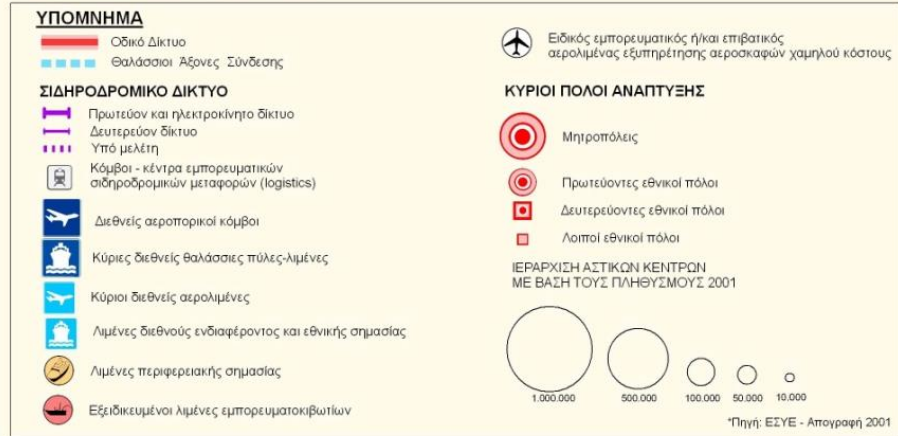 ΥΠΟΜΝΗΜΑ
Οδικό Δίκτυο
Θαλάσσιοι Άξονες Σύνδεσης
ΣΙΔΗΡΟΔΡΟΜΙΚΟ ΔΙΚΤΥΟ
Πρωτεύον και ηλεκτροκίνητο δίκτυο
Δευτερεύον δίκτυο
Υπό μελέτη
Κόμβοι - κέντρα εμπορευματικών
σιδηροδρομικών μεταφορών (logistics)
Διεθνείς αεροπορικοί κόμβοι
Κύριες διεθνείς θαλάσσιες πύλες-λιμένες
Κύριοι διεθνείς αερολιμένες
Λιμένες διεθνούς ενδιαφέροντος και εθνικής σημασίας
Λιμένες περιφερειακής σημασίας
Εξειδικευμένοι λιμένες εμπορευματοκιβωτίων
Ειδικός εμπορευματικός ή/και επιβατικός
αερολιμένας εξυπηρέτησης αεροσκαφών χαμηλού κόστους
ΚΥΡΙΟΙ ΠΟΛΟΙ ΑΝΑΠΤΥΞΗΣ
Μητροπόλεις
Πρωτεύοντες εθνικοί πόλοι
Δευτερεύοντες εθνικοί πόλοι
Λοιποί εθνικοί πόλοι
ΙΕΡΑΡΧΙΣΗ ΑΣΤΙΚΩΝ ΚΕΝΤΡΩΝ
ΜΕ ΒΑΣΗ ΤΟΥΣ ΠΛΗΘΥΣΜΟΥΣ 2001
1.000.000 500.000 100.000 50.000 10.000
*Πηγή: ΕΣΥΕ - Απογραφή 2001